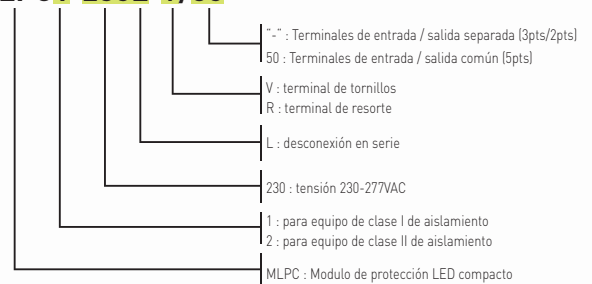 "-" : Terminales de entrada / salida separada (3pts/2pts)
50 : Terminales de entrada / salida común (5pts)
V : terminal de tornillos
R : terminal de resorte
L : desconexión en serie
230 : tensión 230-277VAC
1 : para equipo de clase I de aislamiento
2 : para equipo de clase II de aislamiento
MLPC : Modulo de protección LED compacto